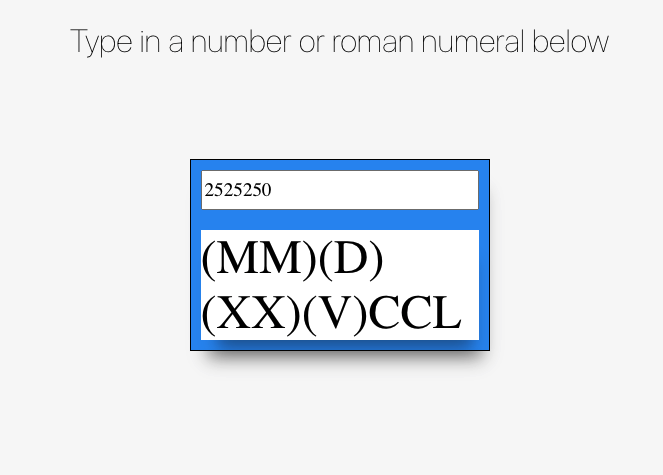 Type in a number or roman numeral below
2525250
(MM)(D)
(XX)(V)CCL